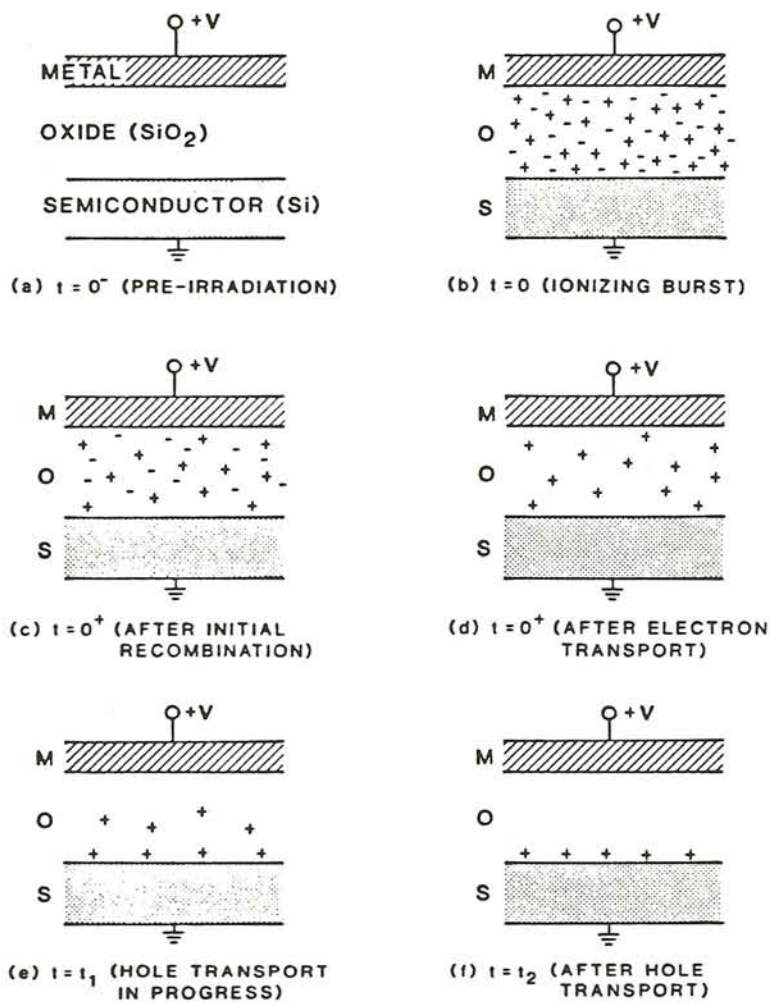 +V
METAL
OXIDE (SiO₂)
SEMICONDUCTOR (Si)
(a) t = 0⁻ (PRE-IRRADIATION)
+V
M
O
S
(b) t=0 (IONIZING BURST)
+V
M
O
S
(c) t=0⁺ (AFTER INITIAL
RECOMBINATION)
+V
M
O
S
(d) t=0⁺ (AFTER ELECTRON
TRANSPORT)
+V
M
O
S
(e) t=t₁ (HOLE TRANSPORT
IN PROGRESS)
+V
M
O
S
(f) t=t₂ (AFTER HOLE
TRANSPORT)